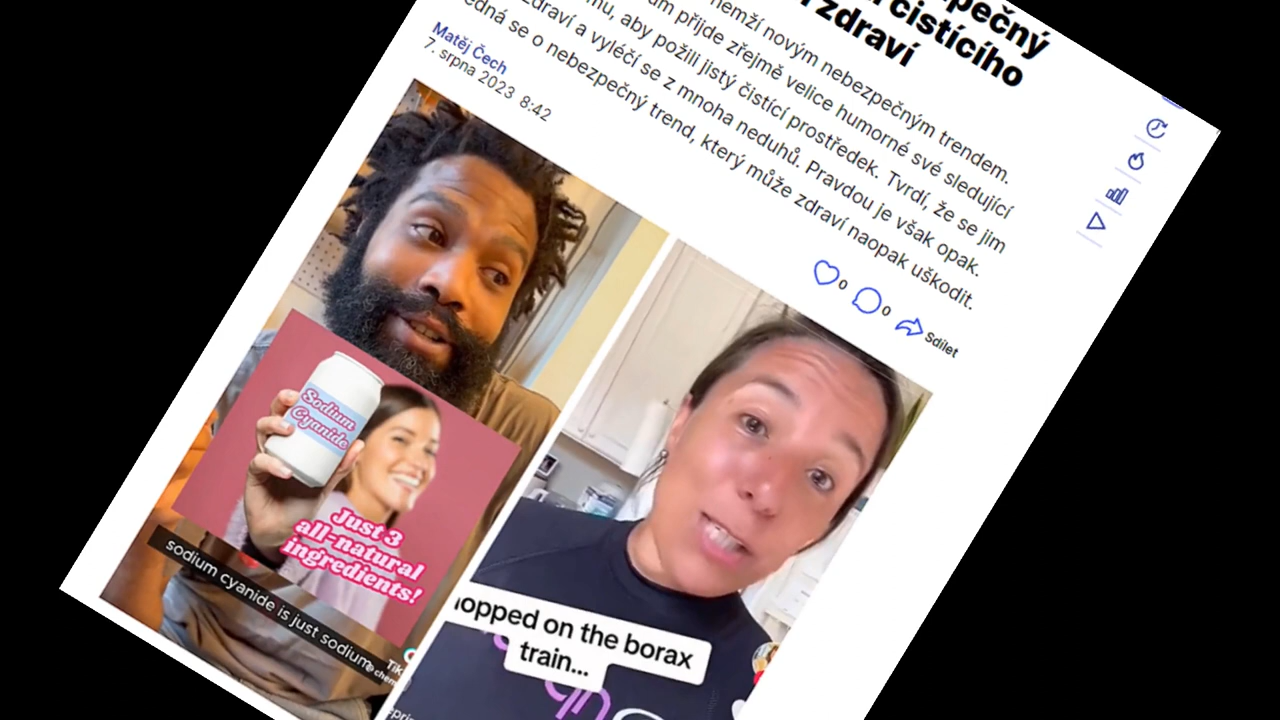 pečný
rcistícího
zdraví
nemží novým nebezpečným trendem.
přijde zřejmě velice humorné své sledující
mu, aby požili jistý čistící prostředek. Tvrdí, že se jim
zdraví a vyléčí se z mnoha neduhů. Pravdou je však opak.
edná se o nebezpečný trend, který může zdraví naopak uškodit.
Matěj Čech
7. srpna 2023 8:42
0
0
Sdílet
Sodium
Cyanide
Just 3
all-natural
ingredients!
sodium cyanide is just sodium
Tik
@chem
opped on the borax
train...